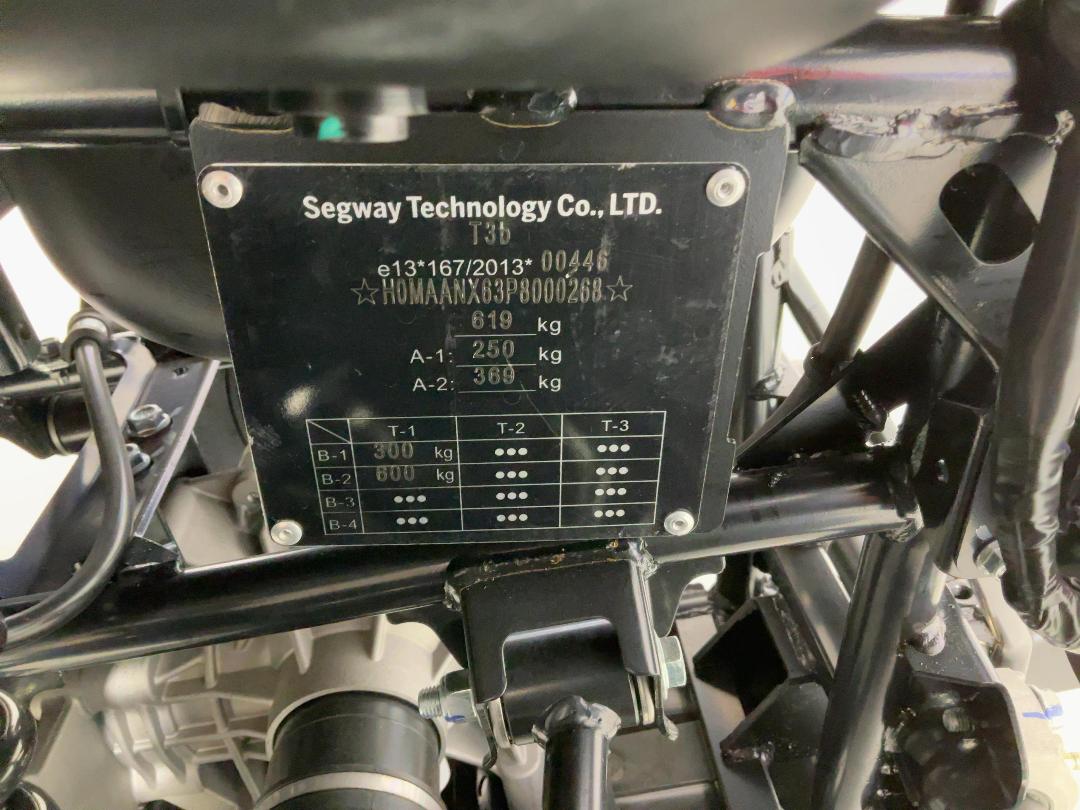 Segway Technology Co., LTD.
T3b
e13*167/2013* 00446
☆H0MAANX63P8000268☆
619 kg
A-1: 250 kg
A-2: 369 kg
T-1 T-2 T-3
B-1 300 kg ••• •••
B-2 600 kg ••• •••
B-3 ••• ••• •••
B-4 ••• ••• •••